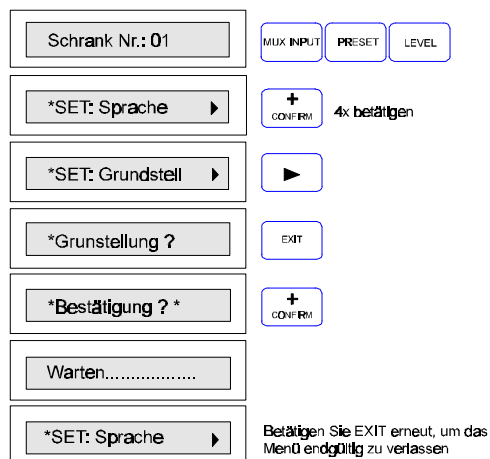 Schrank Nr.: 01
MUX INPUT PRESET LEVEL
*SET: Sprache
+
CONFIRM
4x betätigen
*SET: Grundstell
*Grunstellung ?
EXIT
*Bestätigung ? *
+
CONFIRM
Warten..................
*SET: Sprache
Betätigen Sie EXIT erneut, um das
Menü endgültig zu verlassen